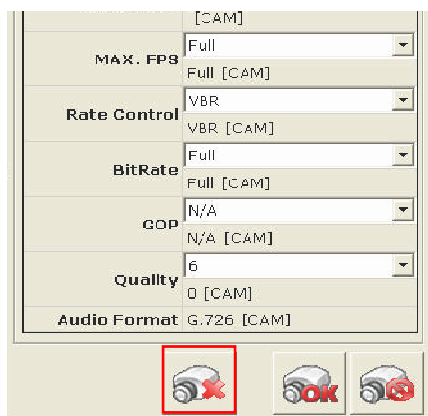 [CAM]
MAX. FPS
Full
Full [CAM]
Rate Control
VBR
VBR [CAM]
BitRate
Full
Full [CAM]
GOP
N/A
N/A [CAM]
Quality
6
0 [CAM]
Audio Format G.726 [CAM]
OK